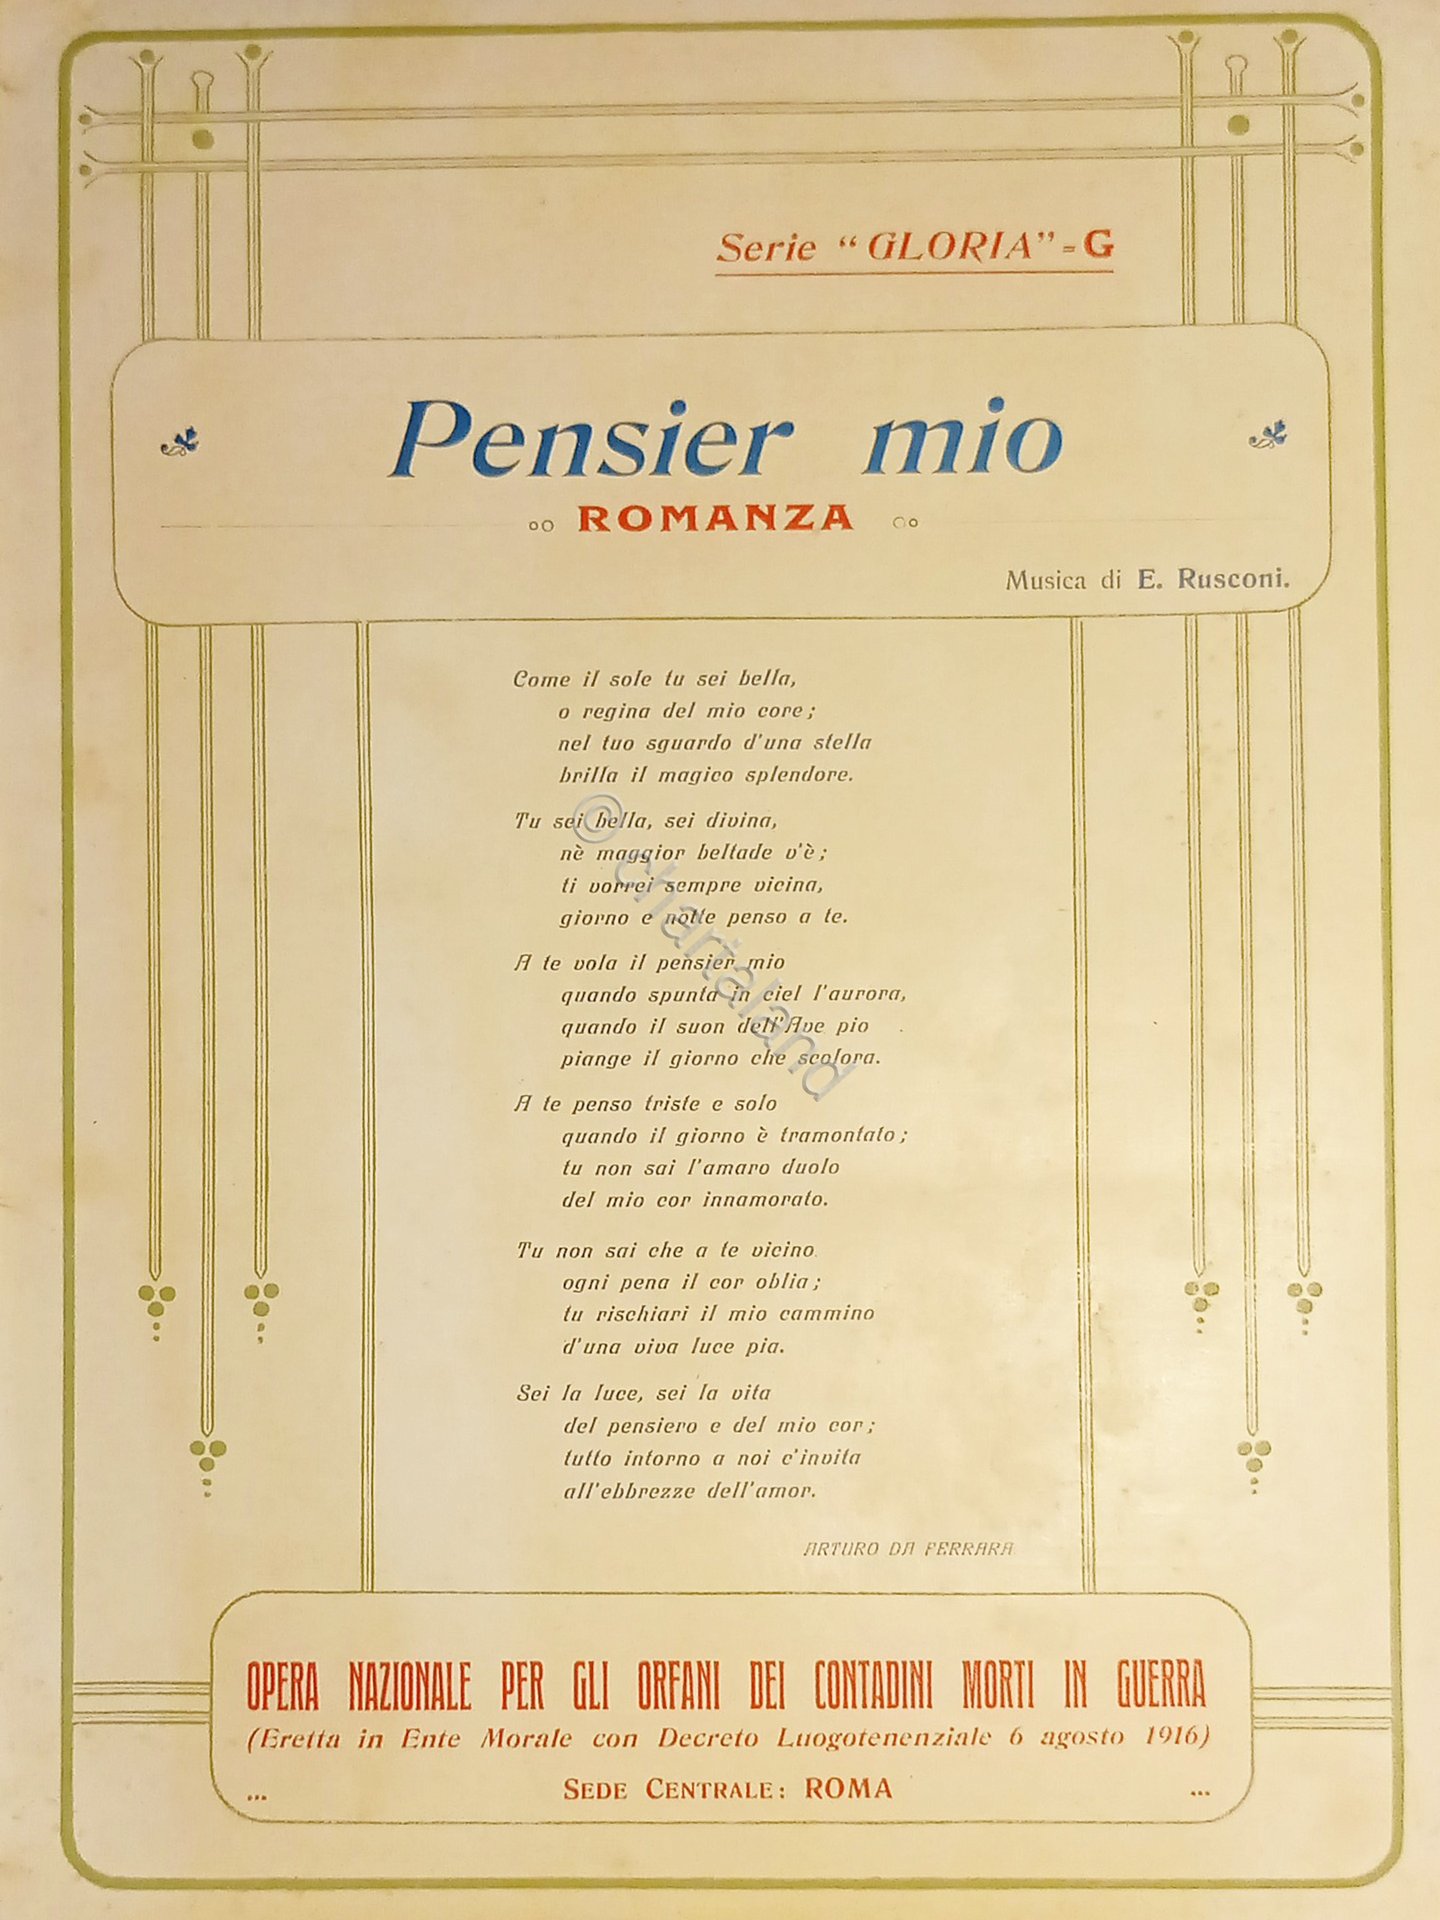 Serie “GLORIA” = G
Pensier mio
ROMANZA
Musica di E. Rusconi.
Come il sole tu sei bella,
o regina del mio core;
nel tuo sguardo d'una stella
brilla il magico splendore.
Tu sei bella, sei divina,
nè maggior beltade v'è;
ti vorrei sempre vicina,
giorno e notte penso a te.
A te vola il pensier mio
quando spunta in ciel l'aurora,
quando il suon dell'Ave pio
piange il giorno che scolora.
A te penso triste e solo
quando il giorno è tramontato;
tu non sai l'amaro duolo
del mio cor innamorato.
Tu non sai che a te vicino
ogni pena il cor oblia;
tu rischiari il mio cammino
d'una viva luce pia.
Sei la luce, sei la vita
del pensiero e del mio cor;
tutto intorno a noi c'invita
all'ebbrezze dell'amor.
ARTURO DA FERRARA
OPERA NAZIONALE PER GLI ORFANI DEI CONTADINI MORTI IN GUERRA
(Eretta in Ente Morale con Decreto Luogotenenziale 6 agosto 1916)
... SEDE CENTRALE: ROMA ...
© chartaland